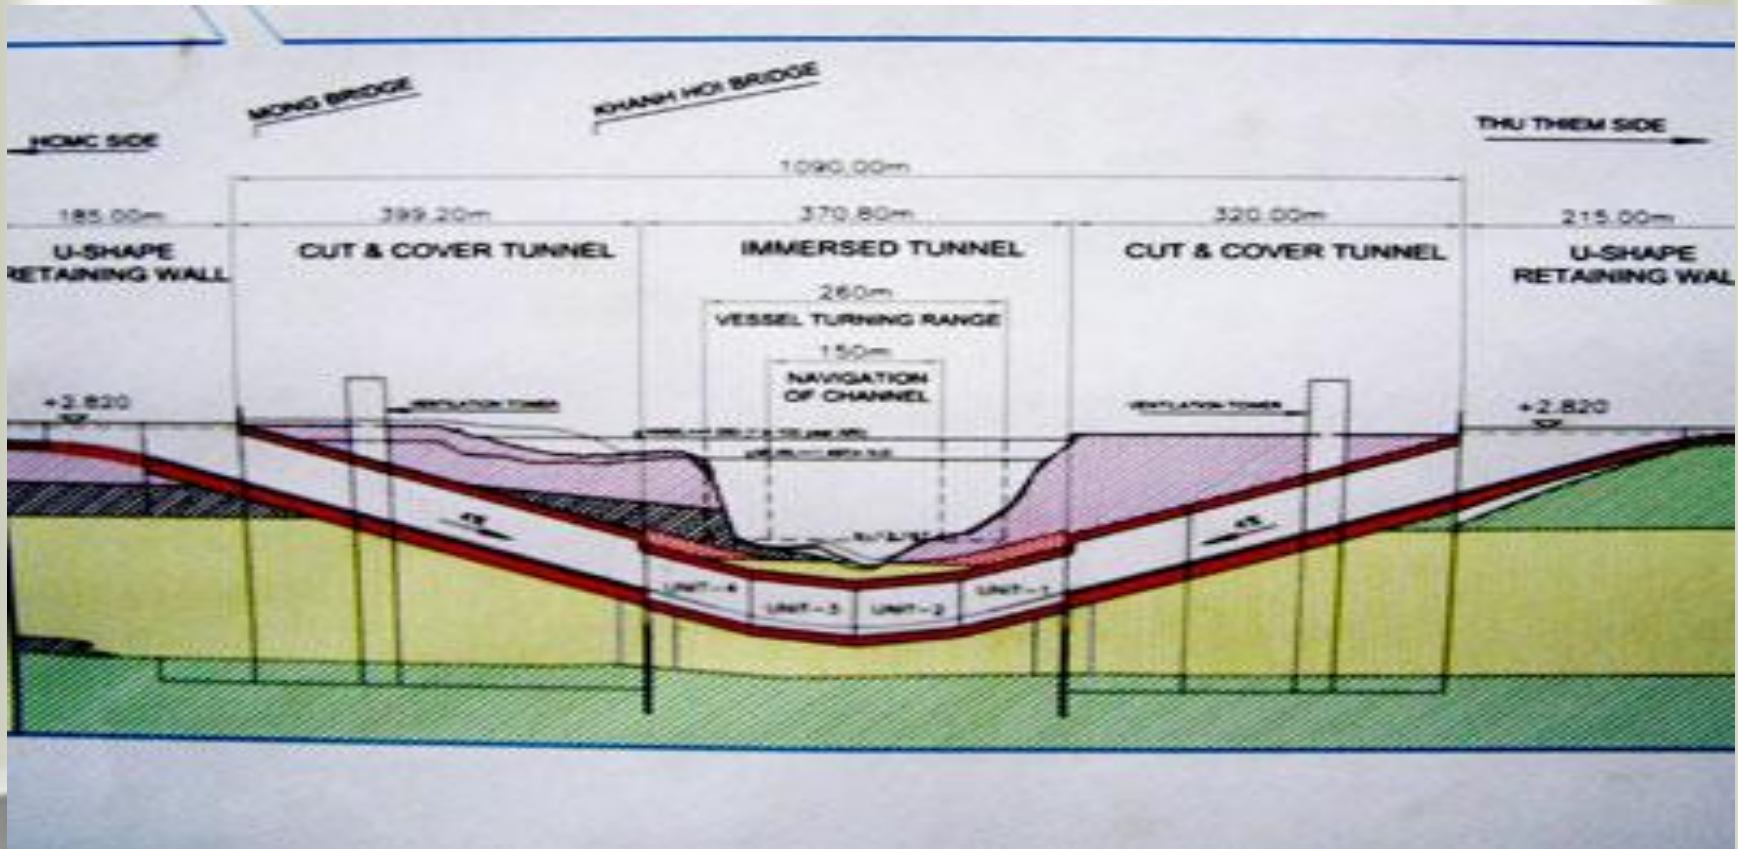 MONG BRIDGE
KHANH HOI BRIDGE
HCMC SIDE
THU THIEM SIDE
1090.00m
185.00m
399.20m
370.80m
320.00m
215.00m
U-SHAPE
RETAINING WALL
CUT & COVER TUNNEL
IMMERSED TUNNEL
CUT & COVER TUNNEL
U-SHAPE
RETAINING WAL
260m
VESSEL TURNING RANGE
150m
NAVIGATION
OF CHANNEL
+2.820
VENTILATION TOWER
VENTILATION TOWER
+2.820
4%
4%
UNIT-4
UNIT-3
UNIT-2
UNIT-1